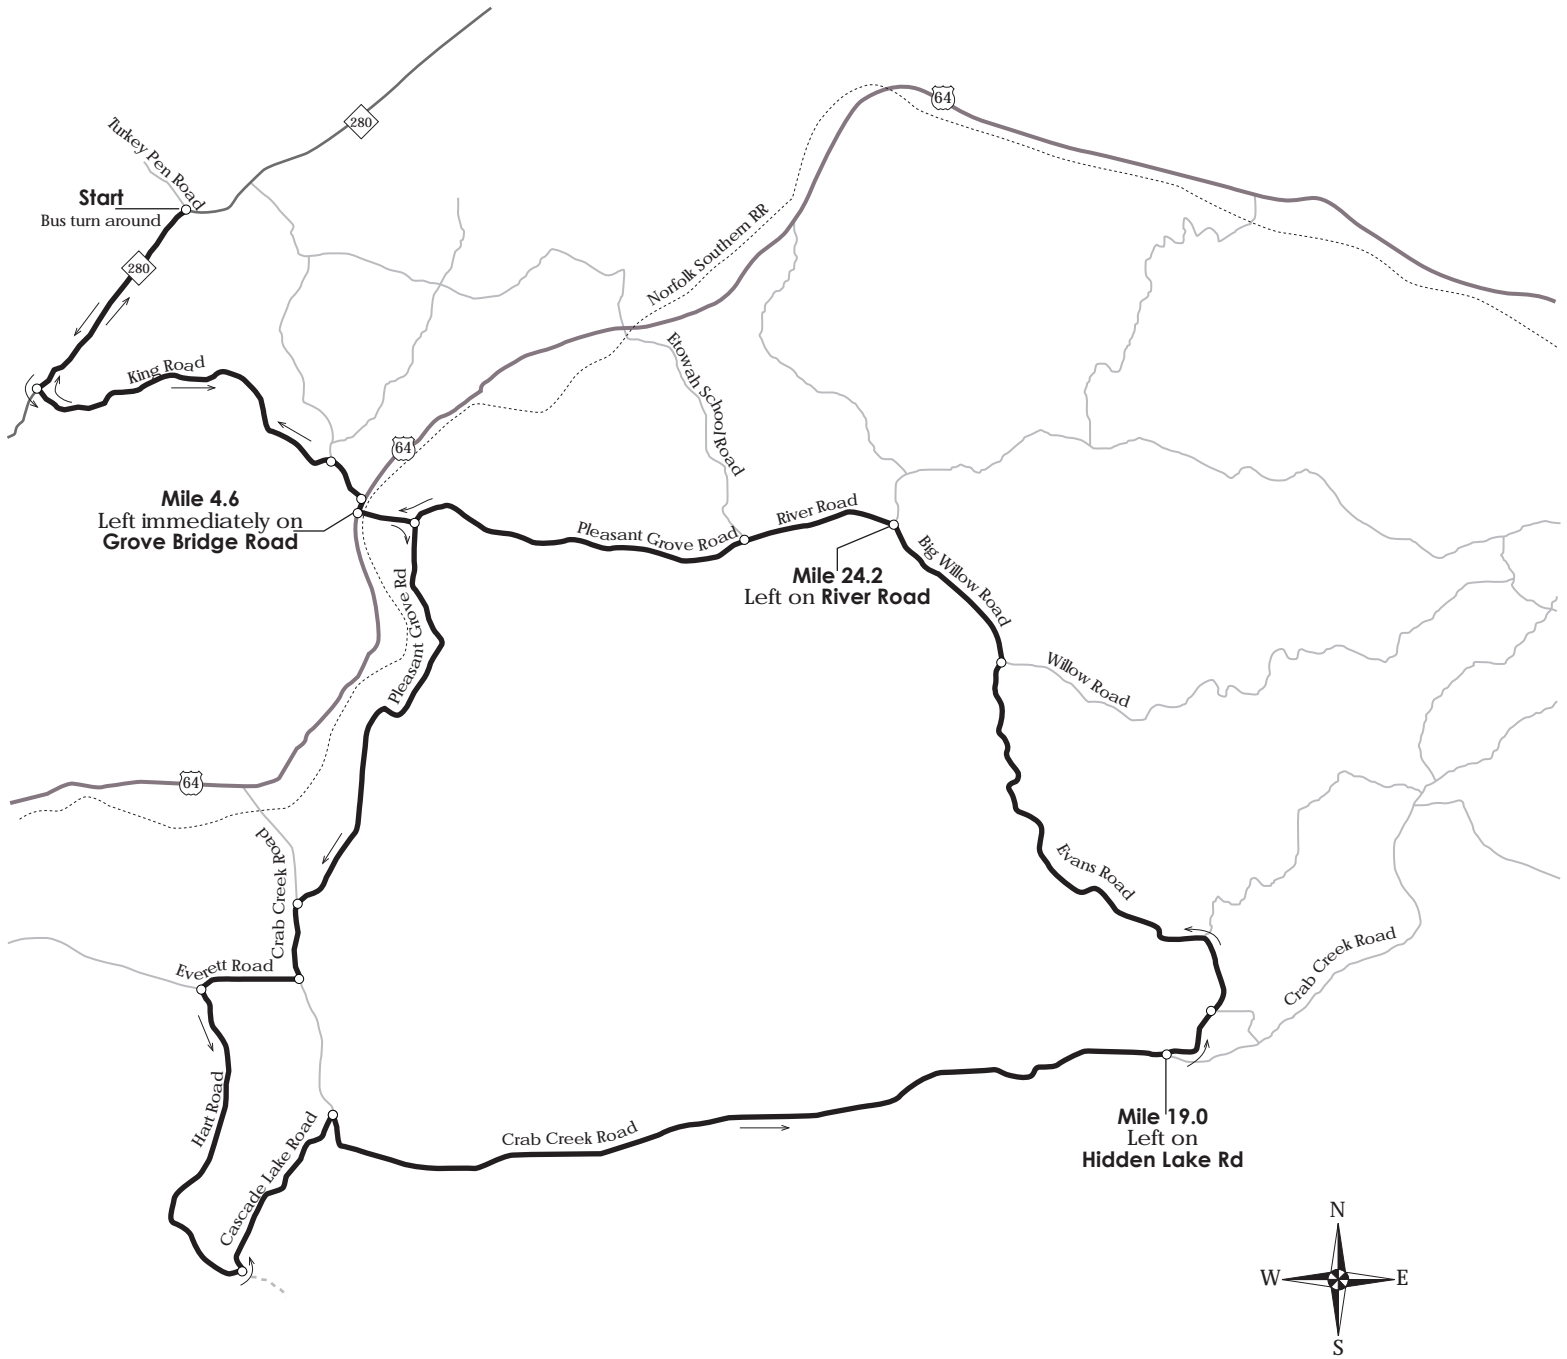 64
280
Turkey Pen Road
Start
Bus turn around
Norfolk Southern RR
280
Etowah School Road
King Road
64
Mile 4.6
Left immediately on
Grove Bridge Road
River Road
Pleasant Grove Road
Big Willow Road
Mile 24.2
Left on River Road
Pleasant Grove Rd
Willow Road
64
Crab Creek Road
Evans Road
Crab Creek Road
Everett Road
Hart Road
Cascade Lake Road
Crab Creek Road
Mile 19.0
Left on
Hidden Lake Rd
N
W E
S